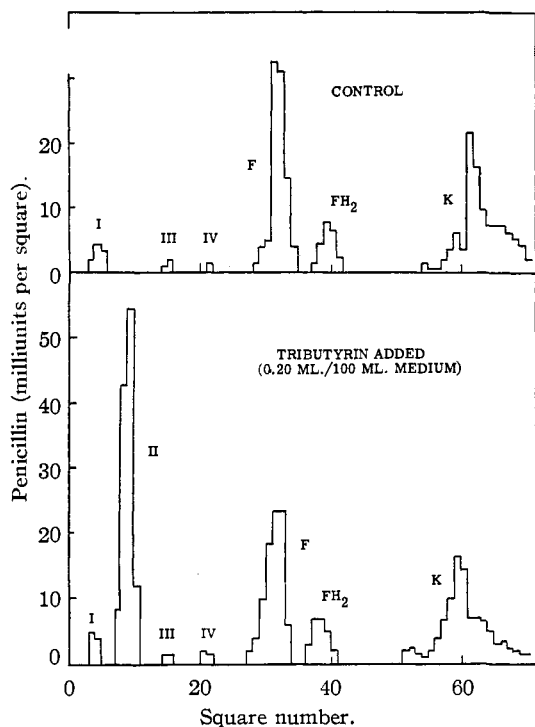 Penicillin (milliunits per square).
30
20
10
0
CONTROL
I
III
IV
F
FH2
K
50
40
30
20
10
0
TRIBUTYRIN ADDED
(0.20 ML./100 ML. MEDIUM)
I
II
III
IV
F
FH2
K
0 20 40 60
Square number.